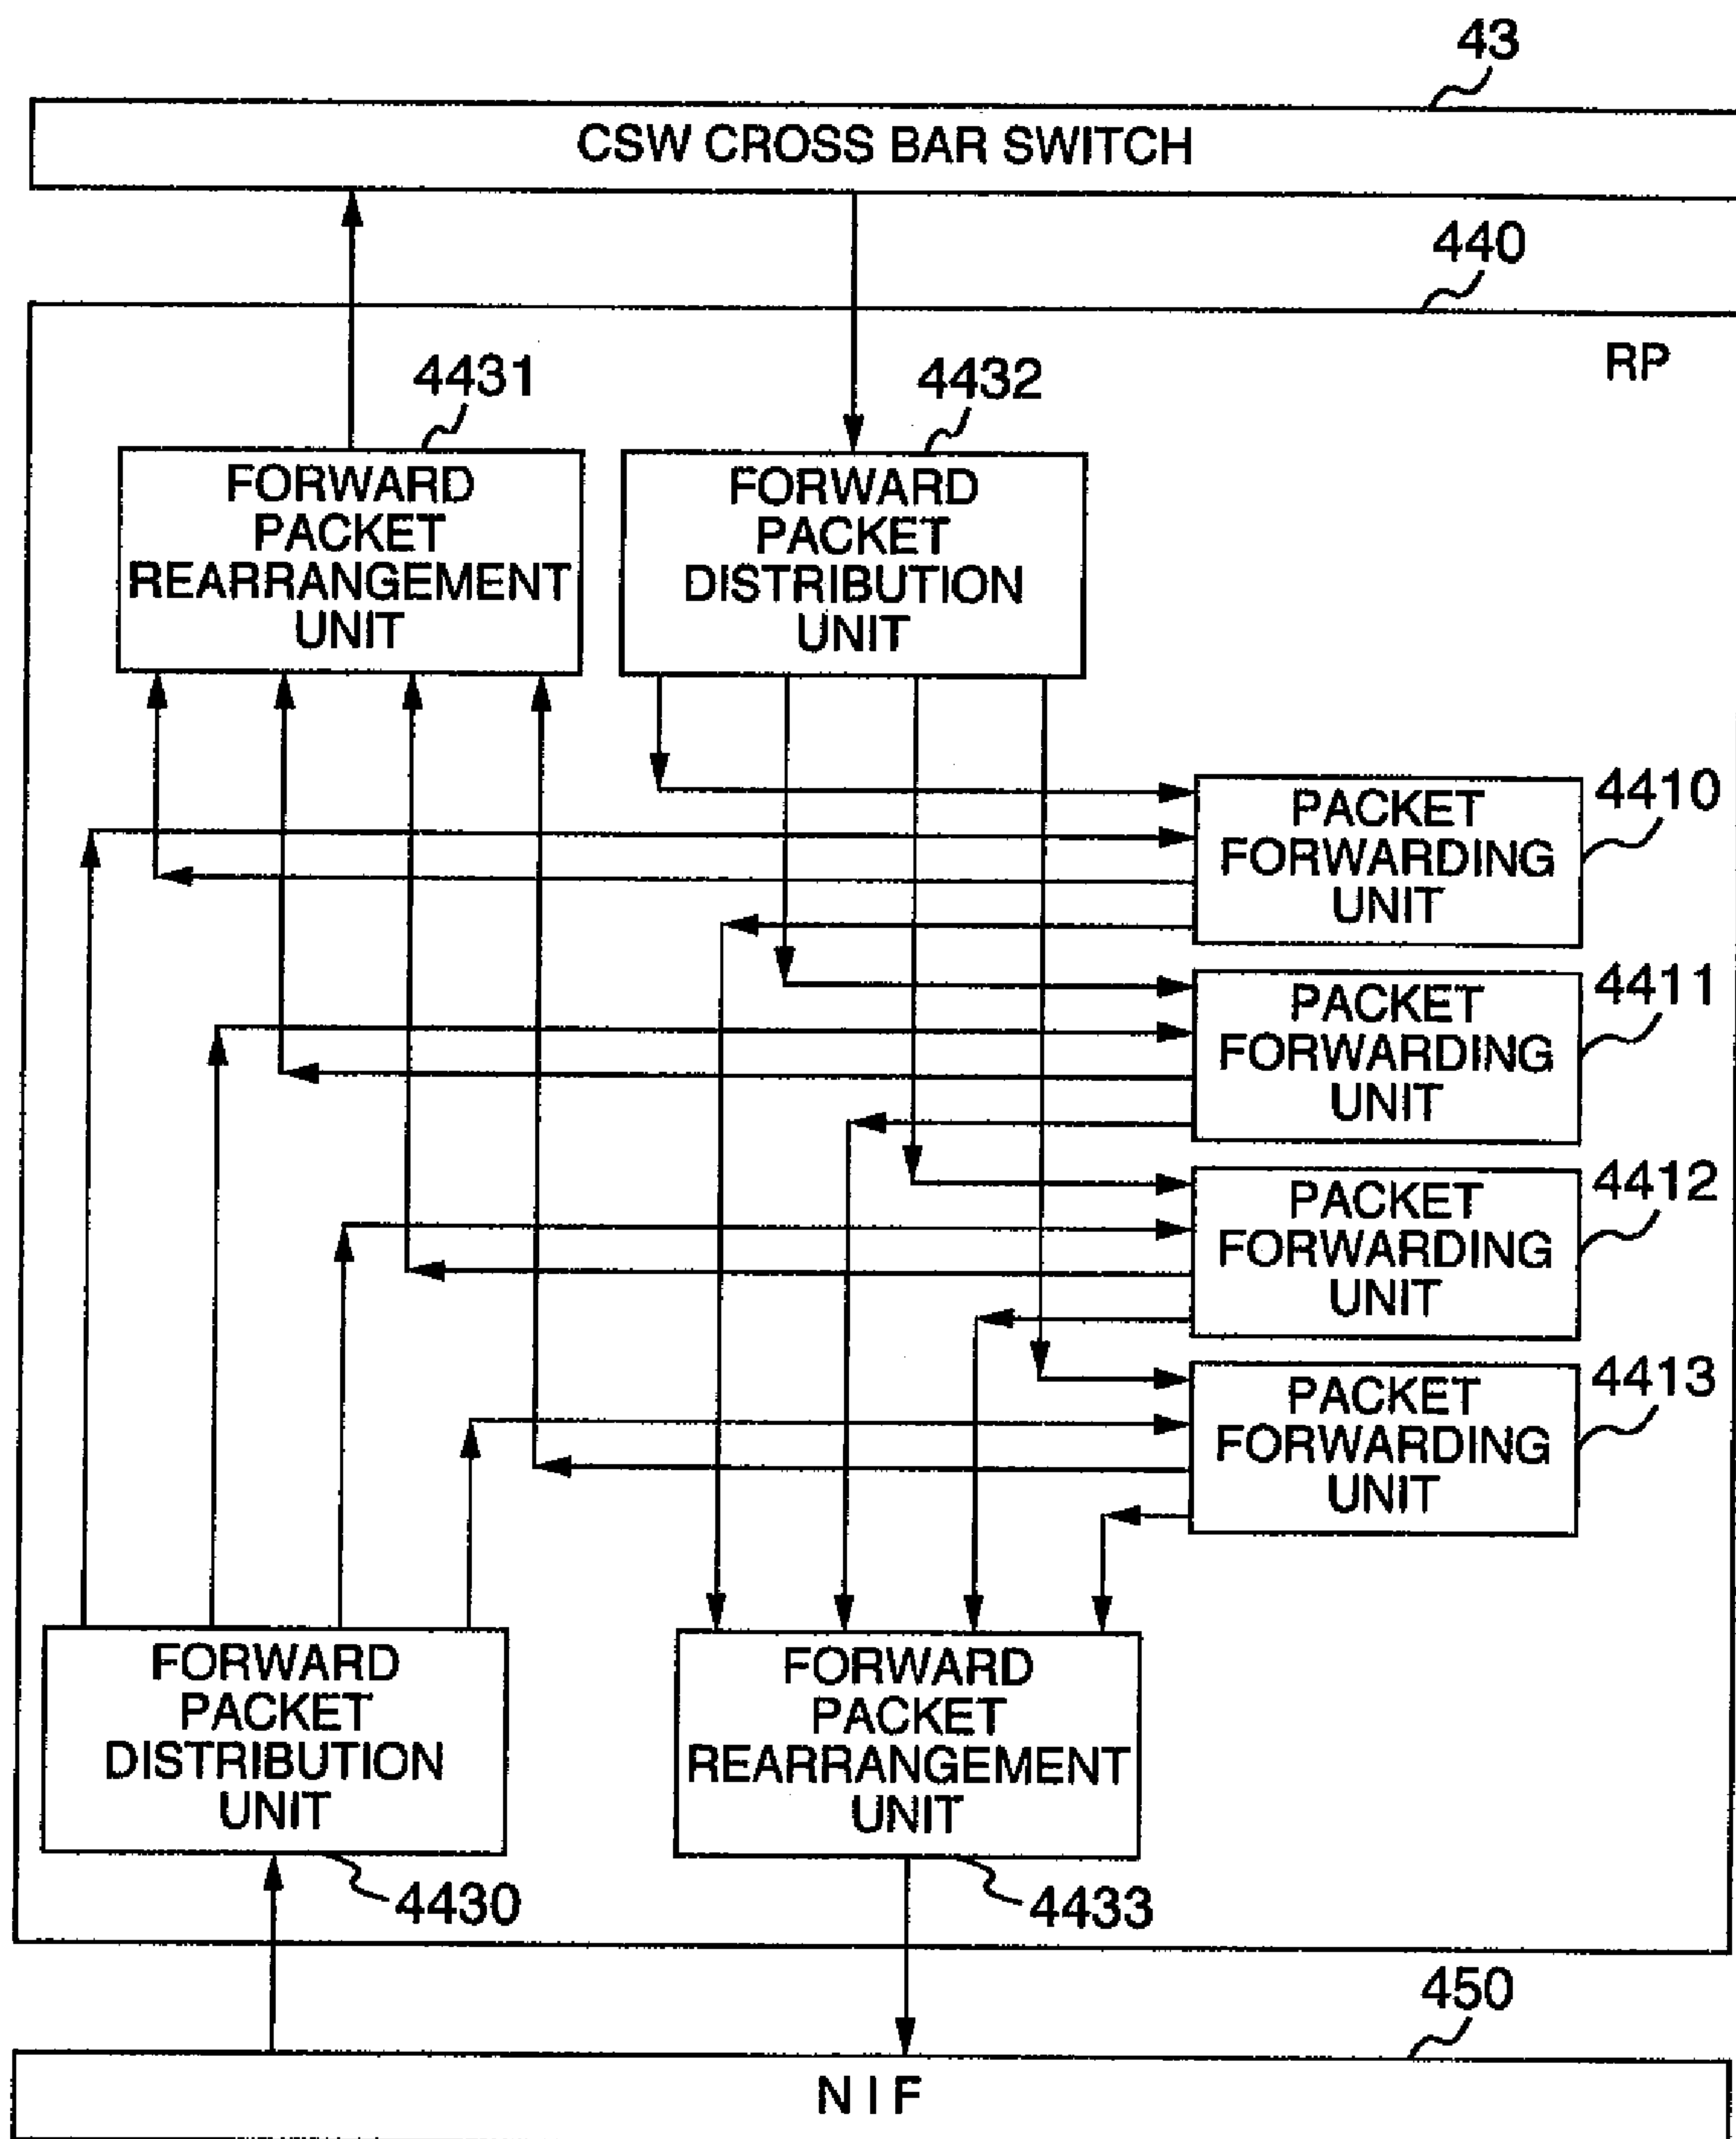 43
CSW CROSS BAR SWITCH
440
RP
4431
4432
FORWARD
PACKET
REARRANGEMENT
UNIT
FORWARD
PACKET
DISTRIBUTION
UNIT
4410
PACKET
FORWARDING
UNIT
4411
PACKET
FORWARDING
UNIT
4412
PACKET
FORWARDING
UNIT
4413
PACKET
FORWARDING
UNIT
FORWARD
PACKET
DISTRIBUTION
UNIT
FORWARD
PACKET
REARRANGEMENT
UNIT
4430
4433
450
NIF